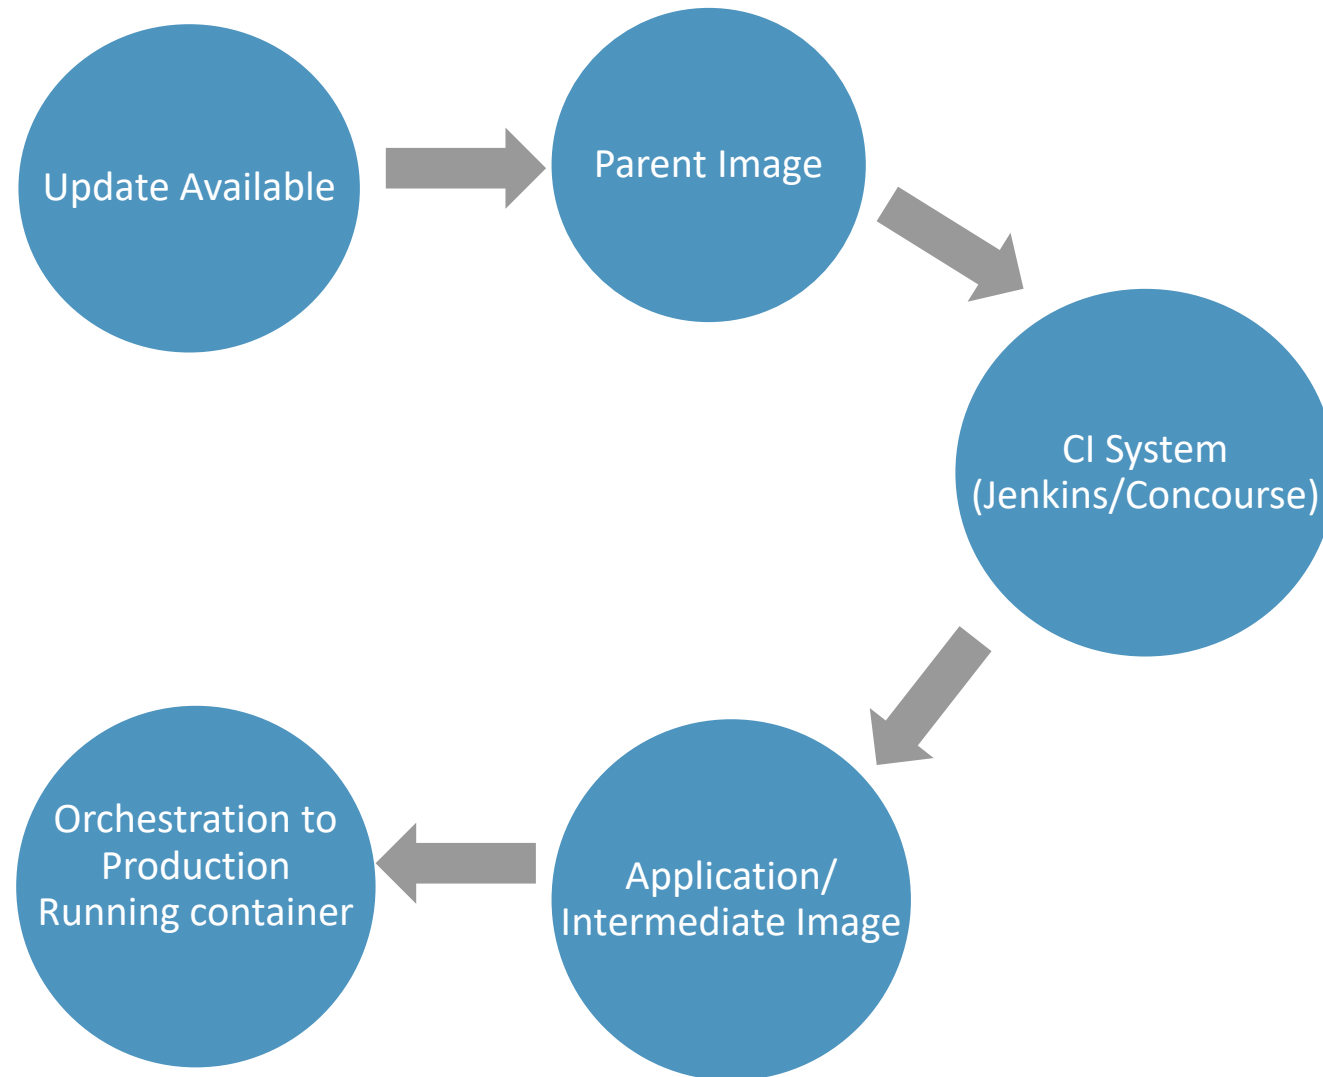 Update Available
Parent Image
CI System
(Jenkins/Concourse)
Application/
Intermediate Image
Orchestration to
Production
Running container